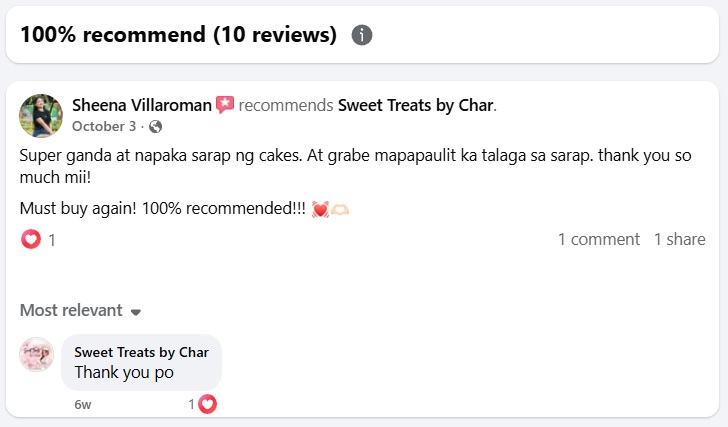 100% recommend (10 reviews)
Sheena Villaroman recommends Sweet Treats by Char.
October 3 ·
Super ganda at napaka sarap ng cakes. At grabe mapapaulit ka talaga sa sarap. thank you so
much mii!
Must buy again! 100% recommended!!! 💓🫶🏻
1
1 comment 1 share
Most relevant
Sweet Treats by Char
Thank you po
6w
1